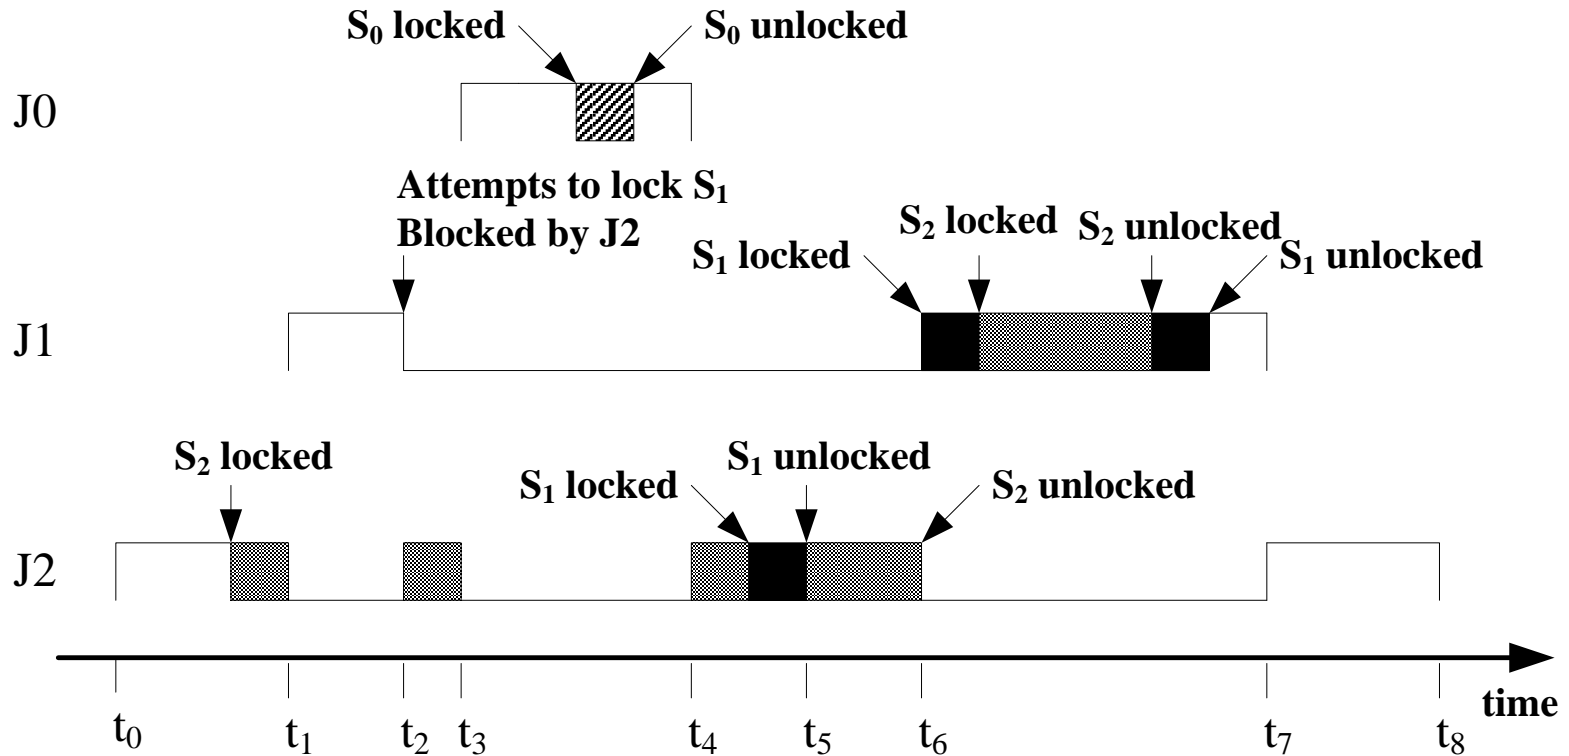 S₀ locked
S₀ unlocked
J0
Attempts to lock S₁
Blocked by J2
S₁ locked
S₂ locked
S₂ unlocked
S₁ unlocked
J1
S₂ locked
S₁ locked
S₁ unlocked
S₂ unlocked
J2
t₀ t₁ t₂ t₃ t₄ t₅ t₆ t₇ t₈
time